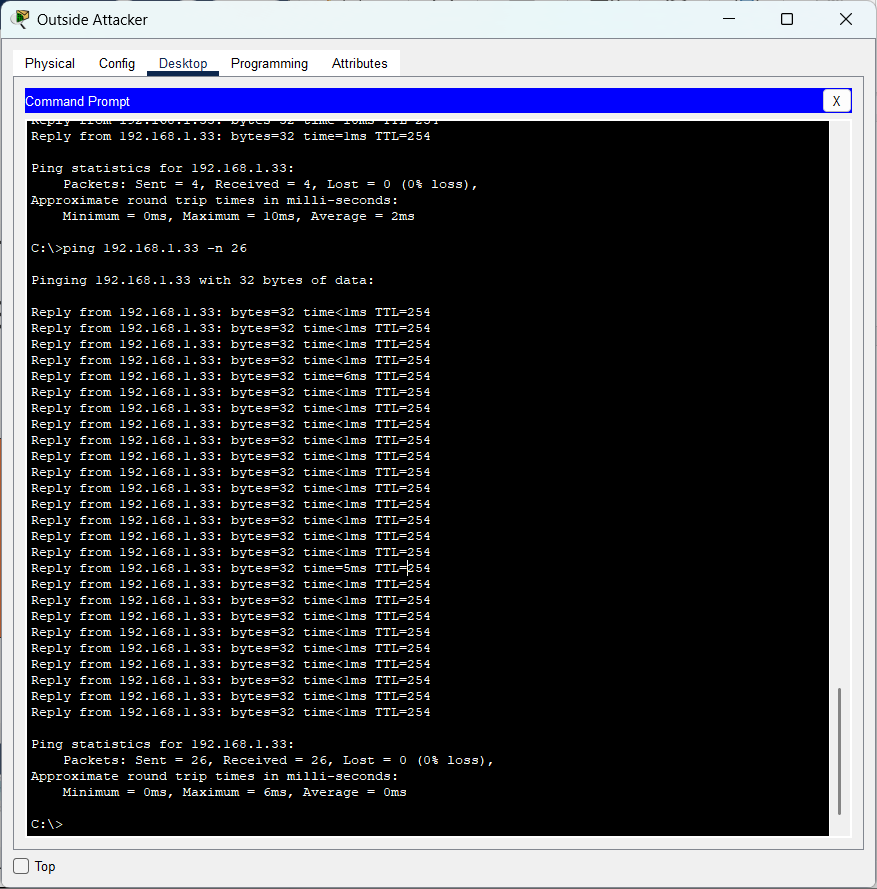 Outside Attacker
Physical Config Desktop Programming Attributes
Command Prompt X
Reply from 192.168.1.33: bytes=32 time=10ms TTL=254
Reply from 192.168.1.33: bytes=32 time=1ms TTL=254
Ping statistics for 192.168.1.33:
Packets: Sent = 4, Received = 4, Lost = 0 (0% loss),
Approximate round trip times in milli-seconds:
Minimum = 0ms, Maximum = 10ms, Average = 2ms
C:\>ping 192.168.1.33 -n 26
Pinging 192.168.1.33 with 32 bytes of data:
Reply from 192.168.1.33: bytes=32 time<1ms TTL=254
Reply from 192.168.1.33: bytes=32 time<1ms TTL=254
Reply from 192.168.1.33: bytes=32 time<1ms TTL=254
Reply from 192.168.1.33: bytes=32 time<1ms TTL=254
Reply from 192.168.1.33: bytes=32 time=6ms TTL=254
Reply from 192.168.1.33: bytes=32 time<1ms TTL=254
Reply from 192.168.1.33: bytes=32 time<1ms TTL=254
Reply from 192.168.1.33: bytes=32 time<1ms TTL=254
Reply from 192.168.1.33: bytes=32 time<1ms TTL=254
Reply from 192.168.1.33: bytes=32 time<1ms TTL=254
Reply from 192.168.1.33: bytes=32 time<1ms TTL=254
Reply from 192.168.1.33: bytes=32 time<1ms TTL=254
Reply from 192.168.1.33: bytes=32 time<1ms TTL=254
Reply from 192.168.1.33: bytes=32 time<1ms TTL=254
Reply from 192.168.1.33: bytes=32 time<1ms TTL=254
Reply from 192.168.1.33: bytes=32 time<1ms TTL=254
Reply from 192.168.1.33: bytes=32 time=5ms TTL=254
Reply from 192.168.1.33: bytes=32 time<1ms TTL=254
Reply from 192.168.1.33: bytes=32 time<1ms TTL=254
Reply from 192.168.1.33: bytes=32 time<1ms TTL=254
Reply from 192.168.1.33: bytes=32 time<1ms TTL=254
Reply from 192.168.1.33: bytes=32 time<1ms TTL=254
Reply from 192.168.1.33: bytes=32 time<1ms TTL=254
Reply from 192.168.1.33: bytes=32 time<1ms TTL=254
Reply from 192.168.1.33: bytes=32 time<1ms TTL=254
Reply from 192.168.1.33: bytes=32 time<1ms TTL=254
Ping statistics for 192.168.1.33:
Packets: Sent = 26, Received = 26, Lost = 0 (0% loss),
Approximate round trip times in milli-seconds:
Minimum = 0ms, Maximum = 6ms, Average = 0ms
C:\>
Top